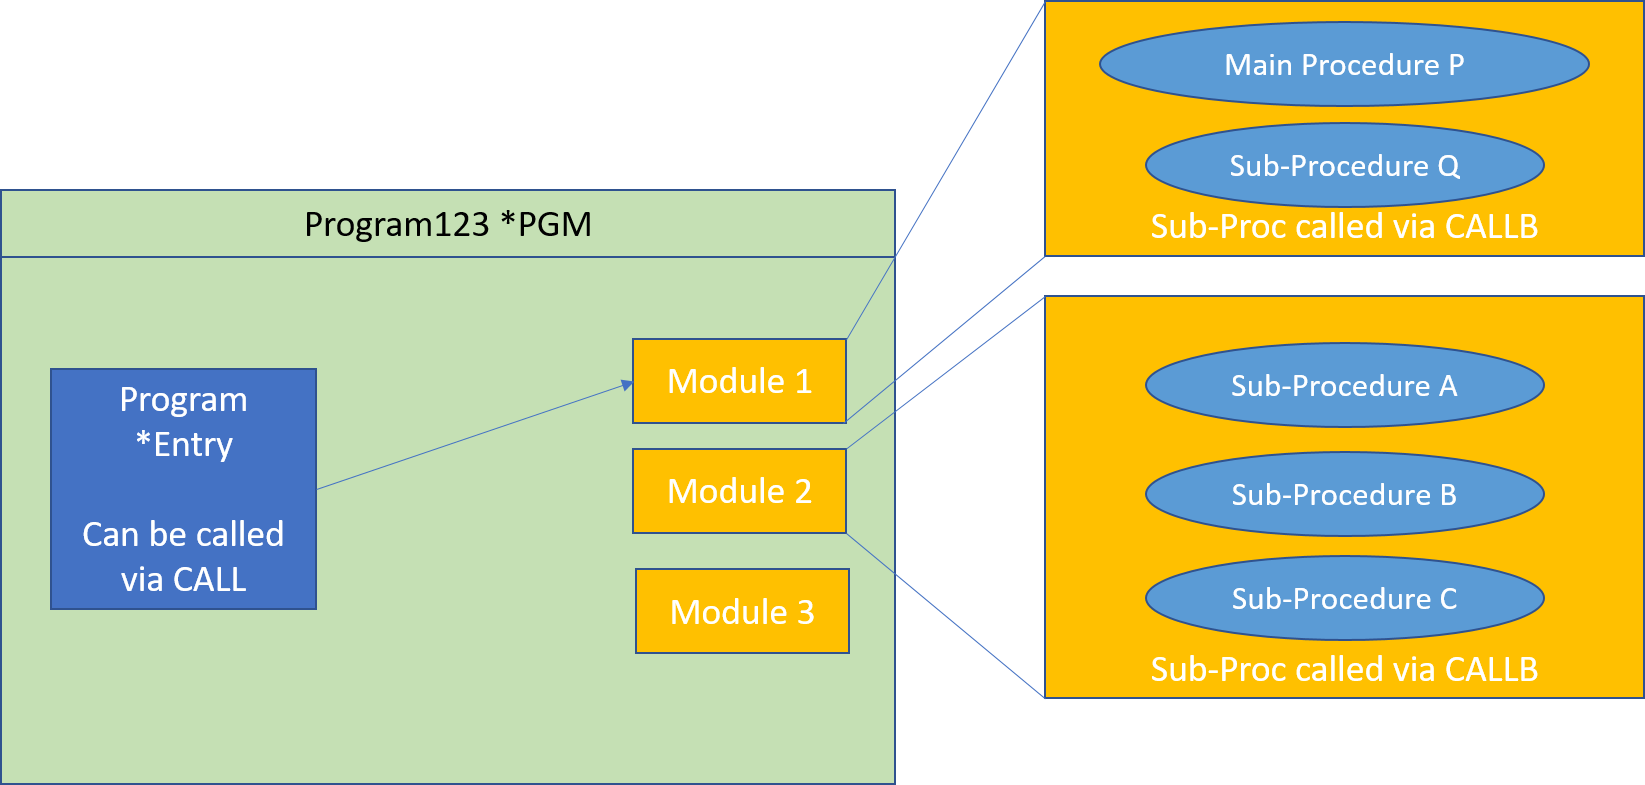 Main Procedure P
Sub-Procedure Q
Sub-Proc called via CALLB
Program123 *PGM
Program
*Entry
Can be called
via CALL
Module 1
Module 2
Module 3
Sub-Procedure A
Sub-Procedure B
Sub-Procedure C
Sub-Proc called via CALLB